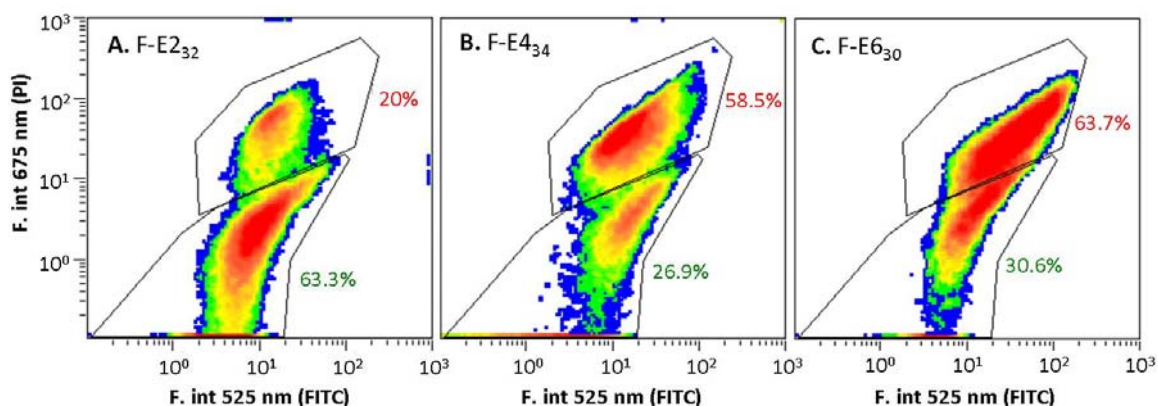 A. F-E2₃₂
B. F-E4₃₄
C. F-E6₃₀
F. int 675 nm (PI)
10³
10²
10¹
10⁰
20%
63.3%
58.5%
26.9%
63.7%
30.6%
10⁰ 10¹ 10² 10³
10⁰ 10¹ 10² 10³
10⁰ 10¹ 10² 10³
F. int 525 nm (FITC)
F. int 525 nm (FITC)
F. int 525 nm (FITC)